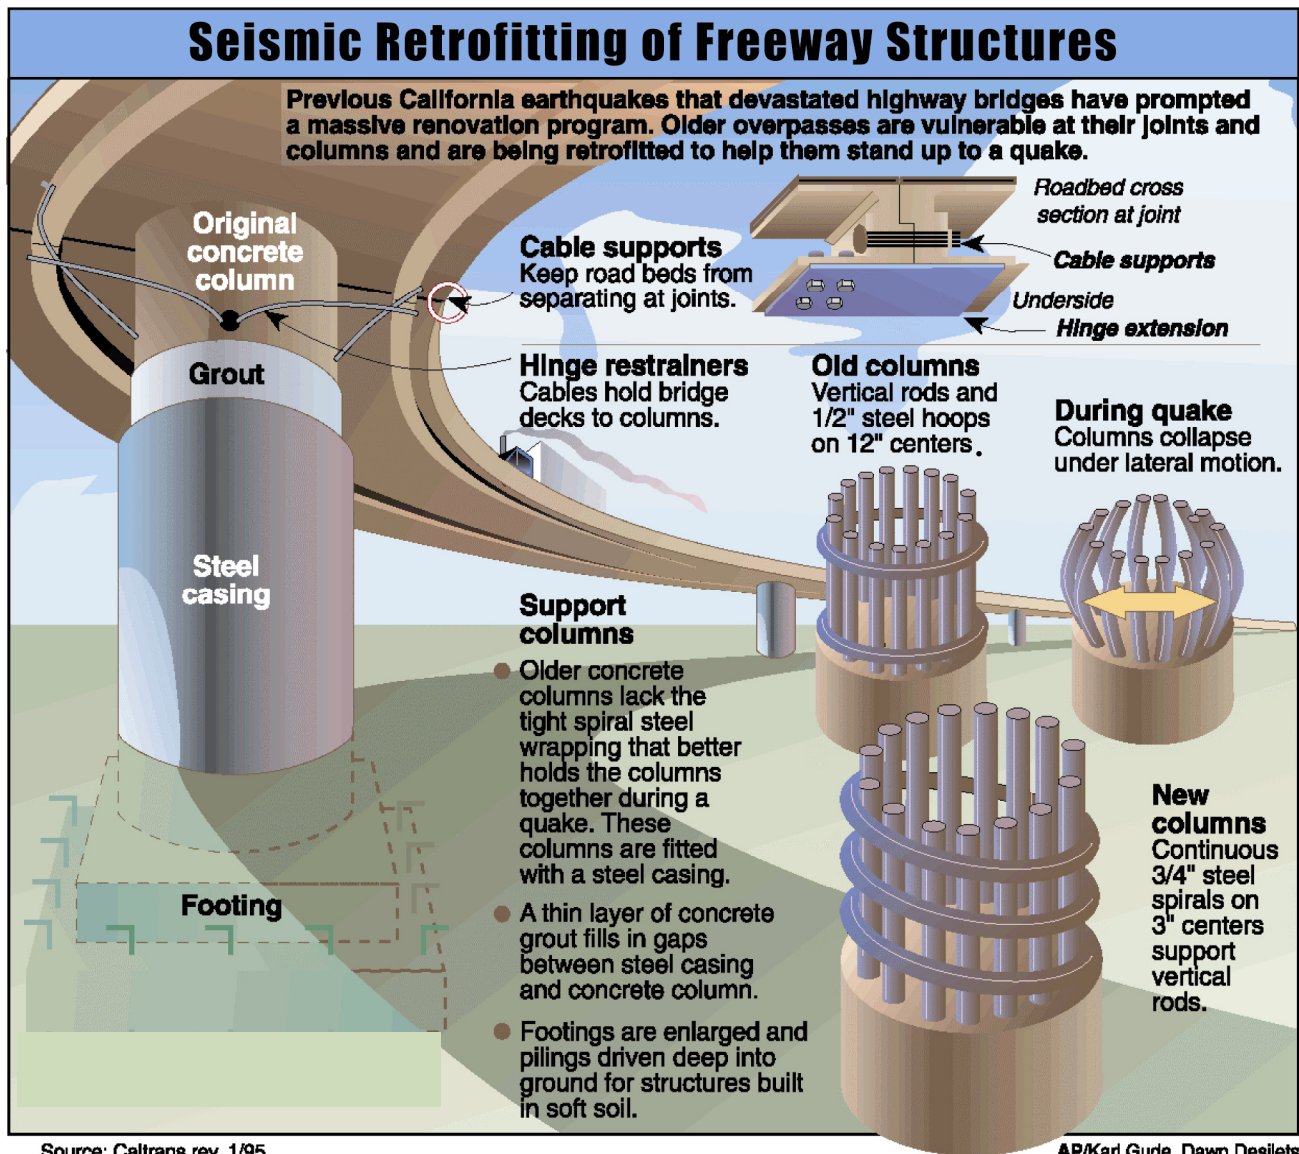 Seismic Retrofitting of Freeway Structures
Previous California earthquakes that devastated highway bridges have prompted
a massive renovation program. Older overpasses are vulnerable at their joints and
columns and are being retrofitted to help them stand up to a quake.
Original
concrete
column
Grout
Steel
casing
Footing
Cable supports
Keep road beds from
separating at joints.
Hinge restrainers
Cables hold bridge
decks to columns.
Roadbed cross
section at joint
Cable supports
Underside
Hinge extension
Old columns
Vertical rods and
1/2" steel hoops
on 12" centers.
During quake
Columns collapse
under lateral motion.
Support
columns
Older concrete
columns lack the
tight spiral steel
wrapping that better
holds the columns
together during a
quake. These
columns are fitted
with a steel casing.
A thin layer of concrete
grout fills in gaps
between steel casing
and concrete column.
Footings are enlarged and
pilings driven deep into
ground for structures built
in soft soil.
New
columns
Continuous
3/4" steel
spirals on
3" centers
support
vertical
rods.
Source: Caltrans rev. 1/95
AP/Karl Gude, Dawn Desilets